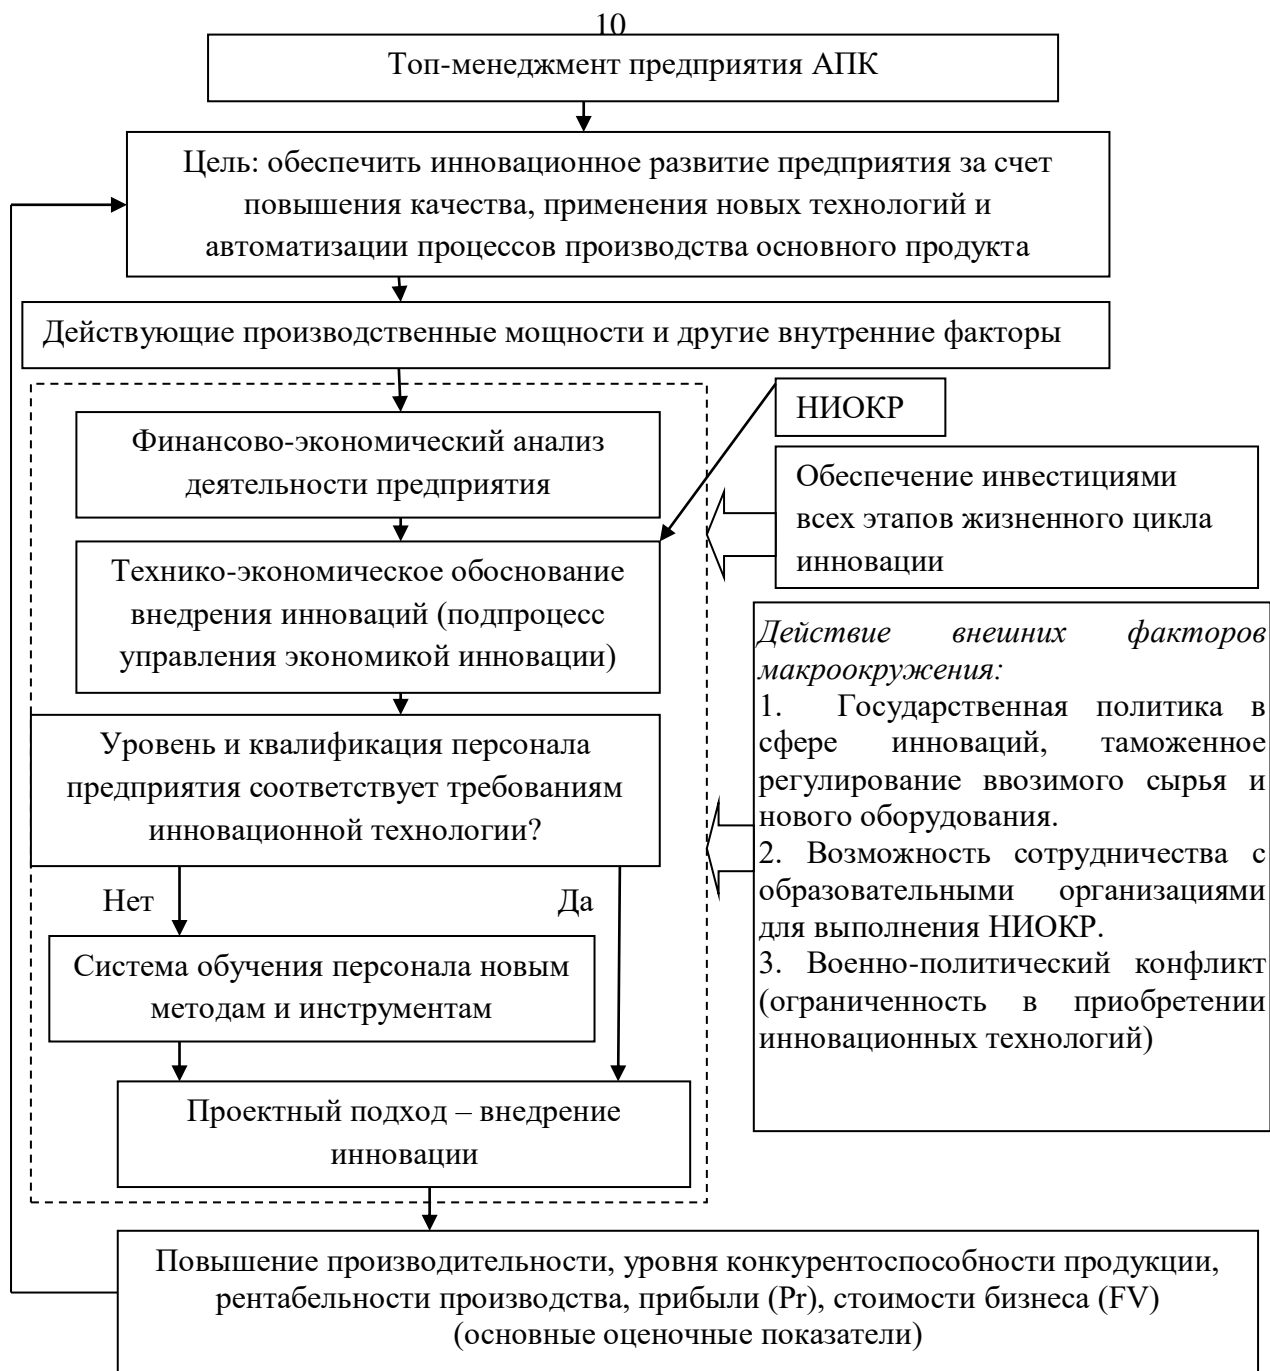 10
Топ-менеджмент предприятия АПК
Цель: обеспечить инновационное развитие предприятия за счет
повышения качества, применения новых технологий и
автоматизации процессов производства основного продукта
Действующие производственные мощности и другие внутренние факторы
НИОКР
Финансово-экономический анализ
деятельности предприятия
Обеспечение инвестициями
всех этапов жизненного цикла
инновации
Технико-экономическое обоснование
внедрения инноваций (подпроцесс
управления экономикой инновации)
Действие внешних факторов
макроокружения:
1. Государственная политика в
сфере инноваций, таможенное
регулирование ввозимого сырья и
нового оборудования.
2. Возможность сотрудничества с
образовательными организациями
для выполнения НИОКР.
3. Военно-политический конфликт
(ограниченность в приобретении
инновационных технологий)
Уровень и квалификация персонала
предприятия соответствует требованиям
инновационной технологии?
Нет
Да
Система обучения персонала новым
методам и инструментам
Проектный подход – внедрение
инновации
Повышение производительности, уровня конкурентоспособности продукции,
рентабельности производства, прибыли (Pr), стоимости бизнеса (FV)
(основные оценочные показатели)